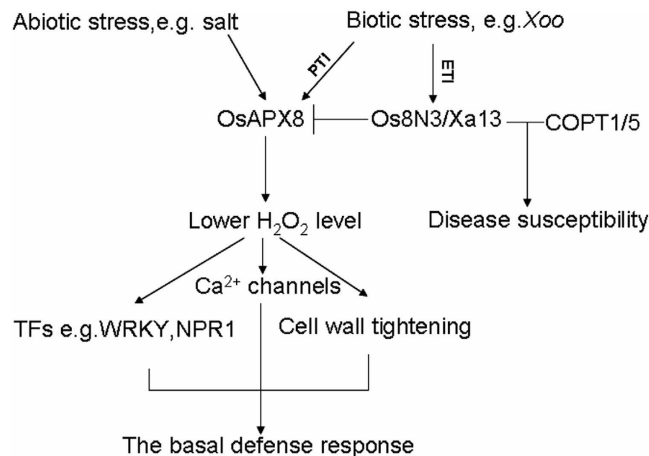 Abiotic stress,e.g. salt
Biotic stress, e.g.Xoo
PTI
ETI
OsAPX8
Os8N3/Xa13
COPT1/5
Lower H₂O₂ level
Disease susceptibility
Ca²⁺ channels
TFs e.g.WRKY,NPR1
Cell wall tightening
The basal defense response